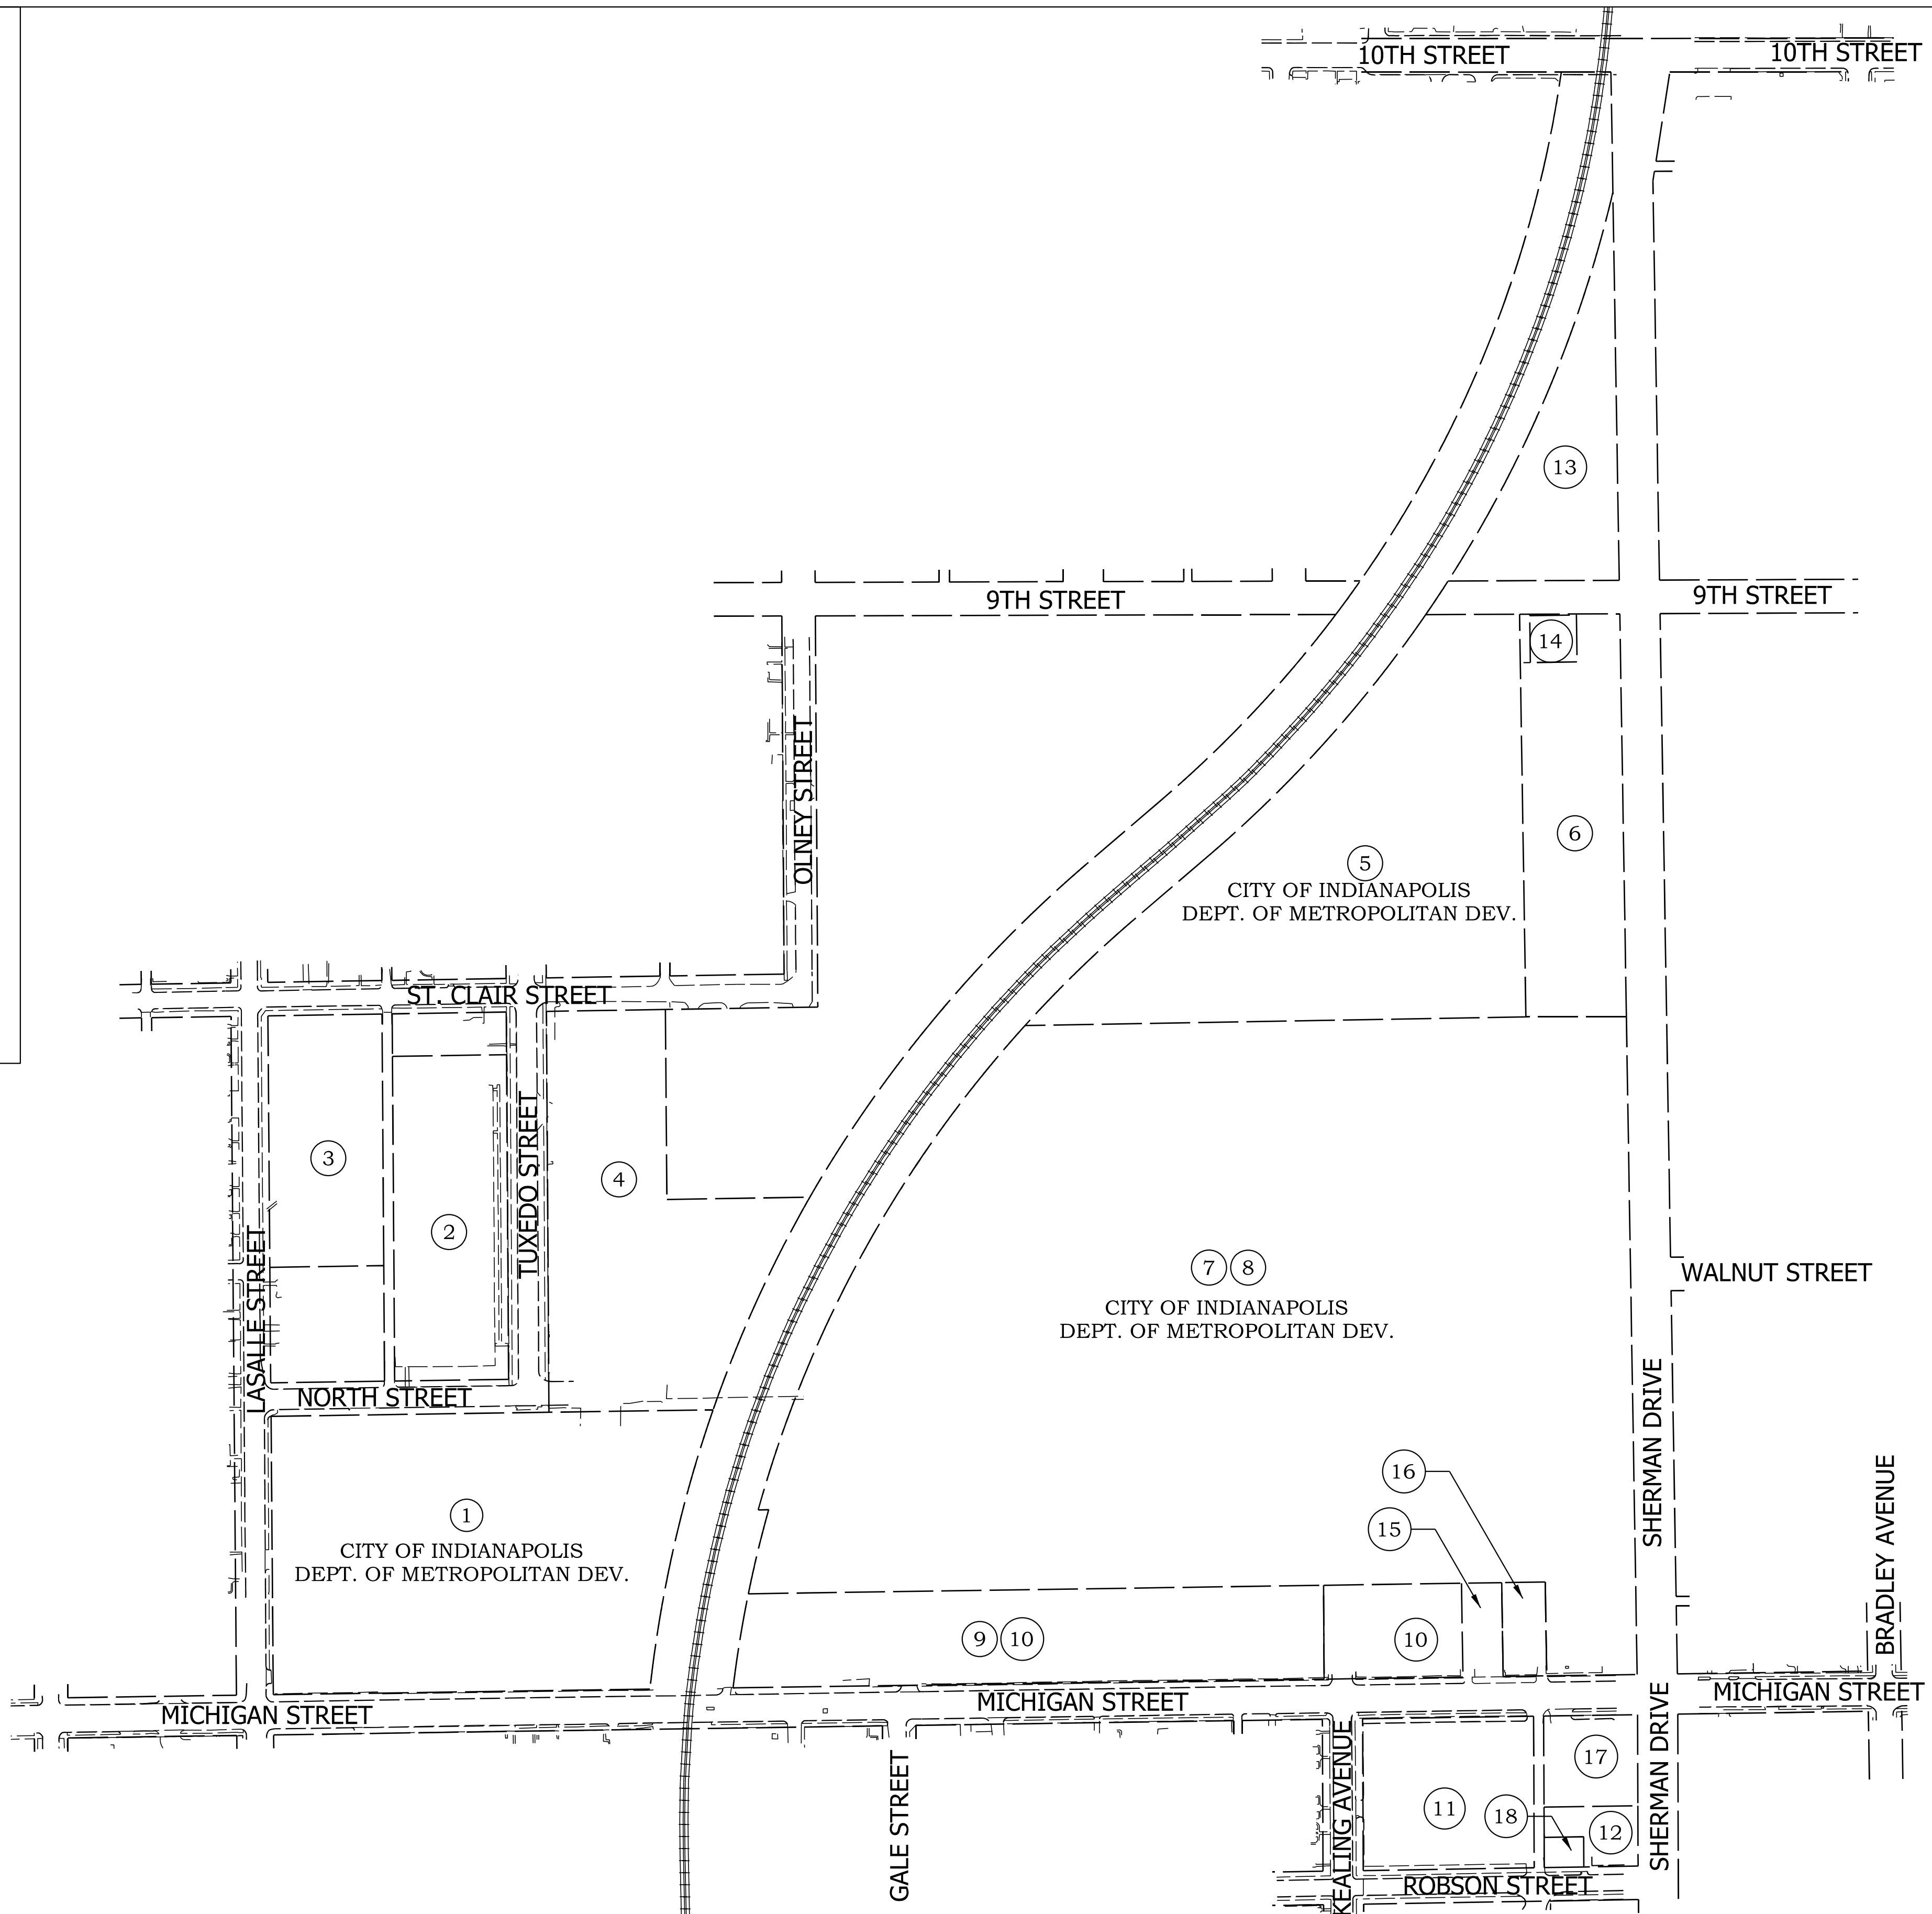 10TH STREET
10TH STREET
13
9TH STREET
9TH STREET
14
OLNEY STREET
6
5
CITY OF INDIANAPOLIS
DEPT. OF METROPOLITAN DEV.
ST. CLAIR STREET
3
4
2
TUXEDO STREET
LASALLE STREET
7 8
CITY OF INDIANAPOLIS
DEPT. OF METROPOLITAN DEV.
WALNUT STREET
NORTH STREET
SHERMAN DRIVE
16
15
1
CITY OF INDIANAPOLIS
DEPT. OF METROPOLITAN DEV.
BRADLEY AVENUE
9 10
10
MICHIGAN STREET
MICHIGAN STREET
MICHIGAN STREET
GALE STREET
KEALING AVENUE
17
11
18
12
SHERMAN DRIVE
ROBSON STREET